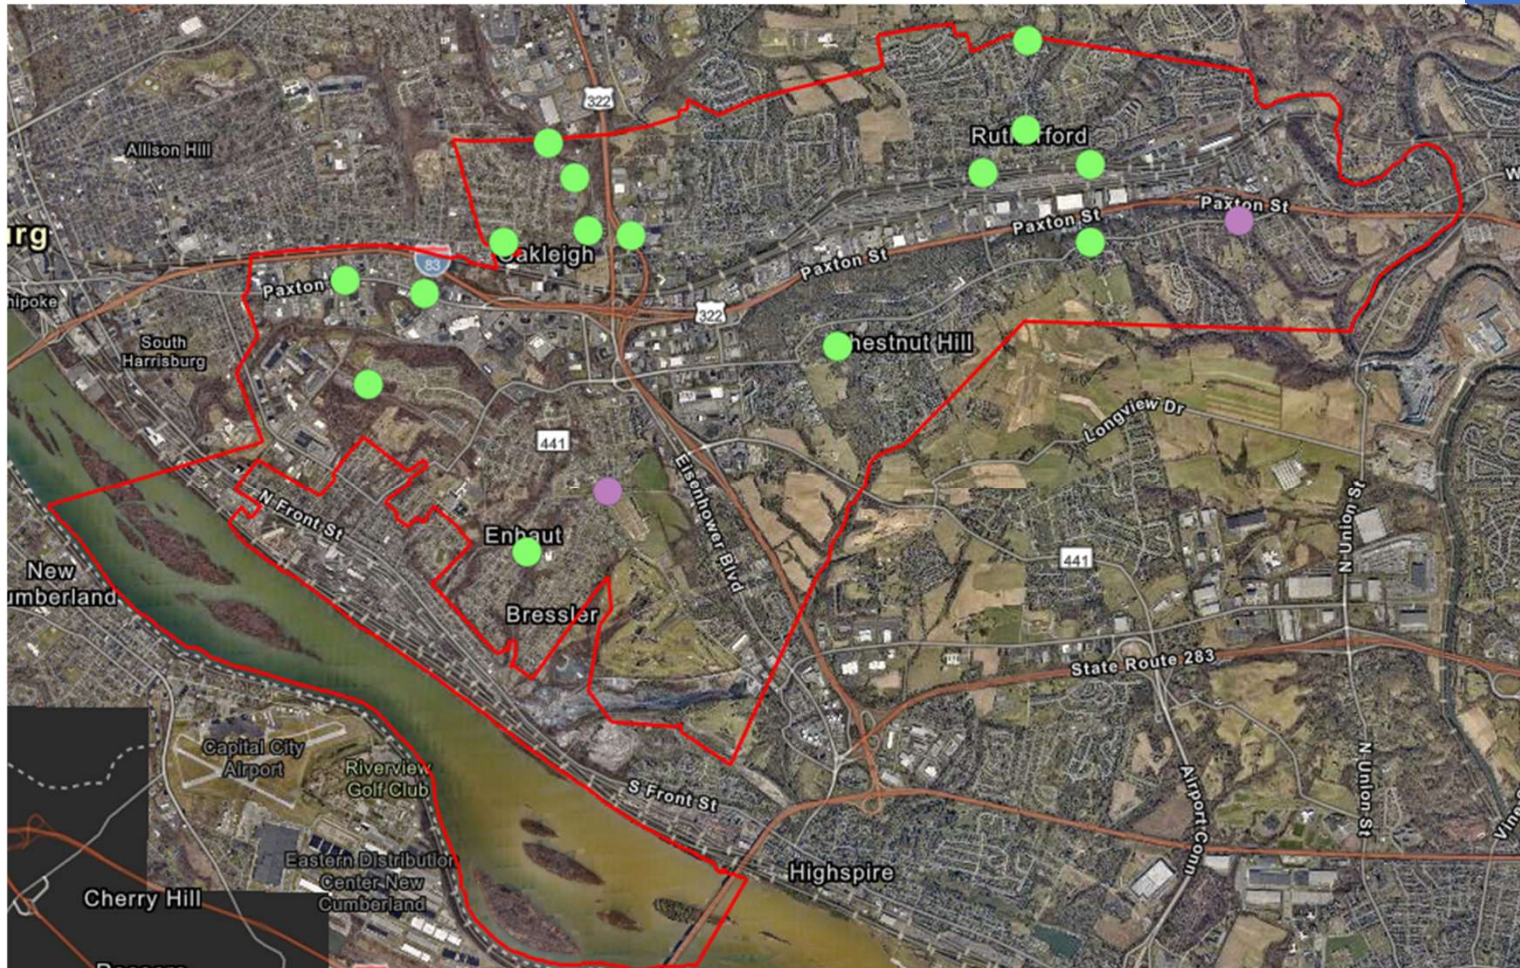 322
Allison Hill
Rutherford
W
urg
Paxton St
Paxton St
Oakleigh
Paxton St
83
Paxton
hipoke
322
South
Harrisburg
Chestnut Hill
Longview Dr
441
Eisenhower Blvd
N Front St
N Union St
Enhaut
441
New
umberland
Bressler
State Route 283
Capital City
Airport
Riverview
Golf Club
N Union St
Airport Conn
S Front St
Vine S
Eastern Distribution
Center New
Cumberland
Highspire
Cherry Hill